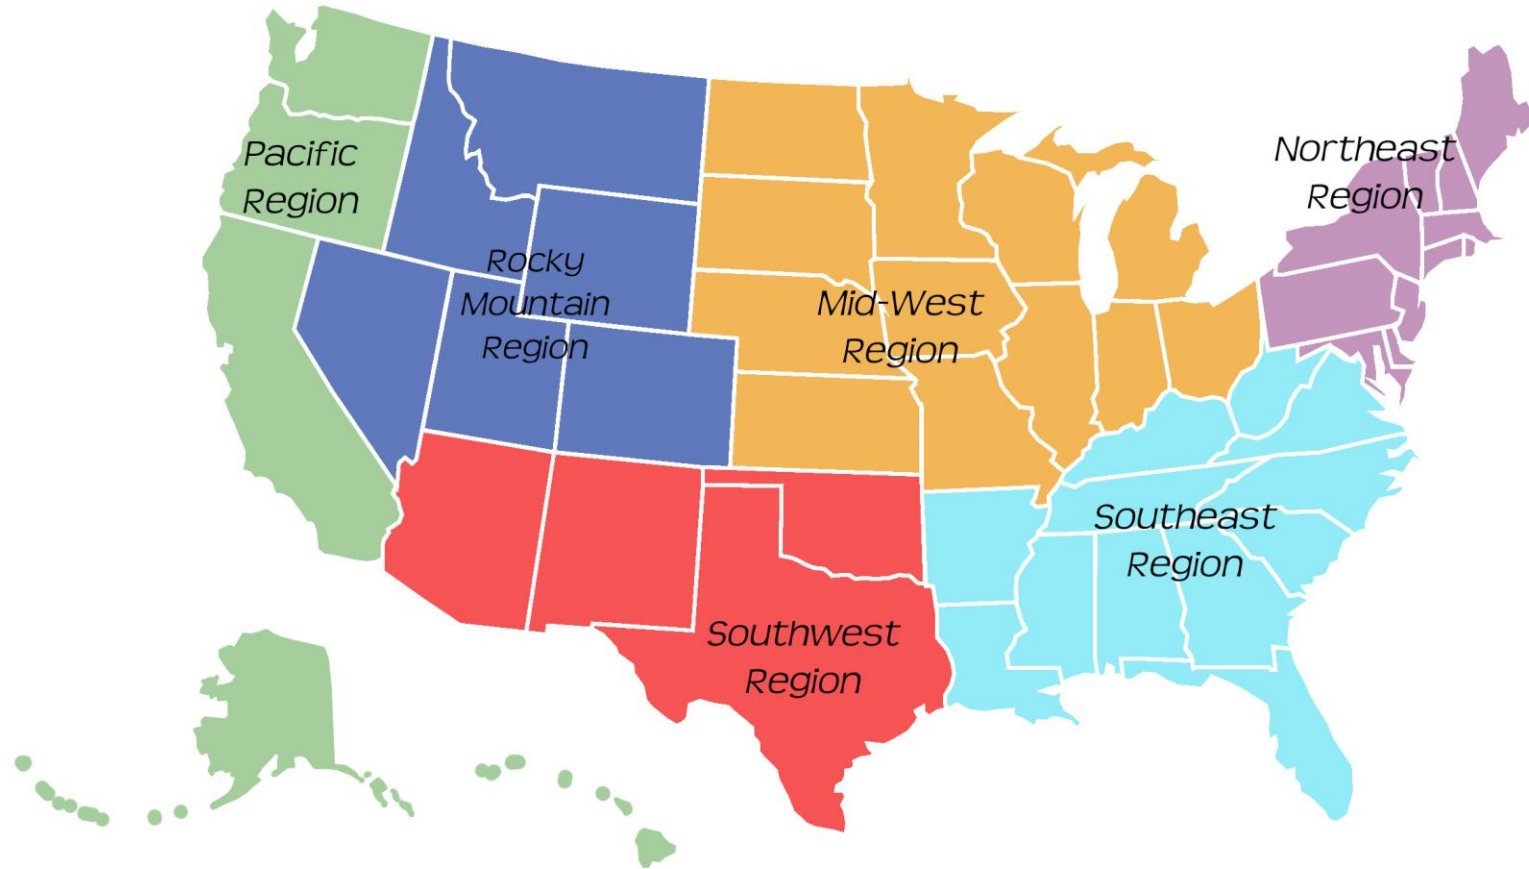 Pacific
Region
Rocky
Mountain
Region
Mid-West
Region
Northeast
Region
Southwest
Region
Southeast
Region